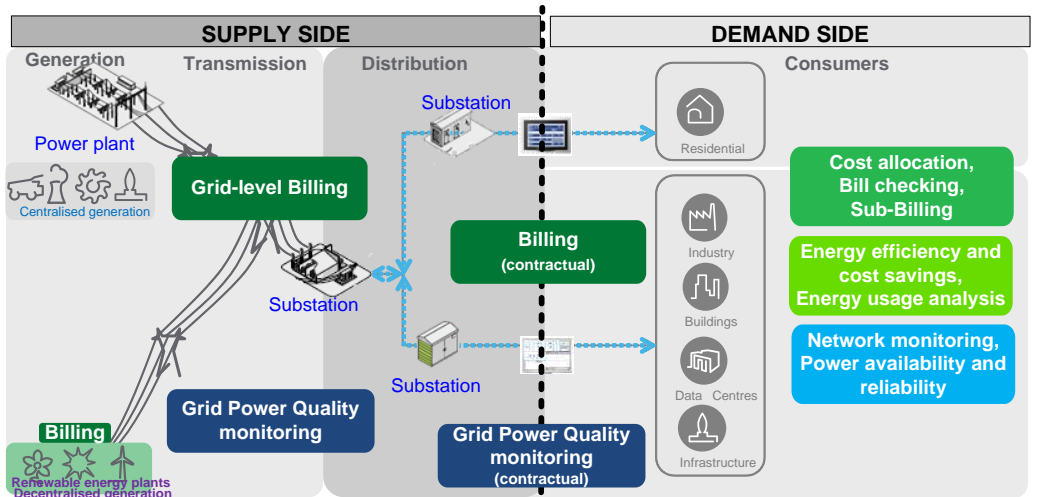 SUPPLY SIDE
DEMAND SIDE
Generation
Transmission
Distribution
Consumers
Substation
Power plant
Residential
Centralised generation
Grid-level Billing
Cost allocation,
Bill checking,
Sub-Billing
Billing
(contractual)
Industry
Energy efficiency and
cost savings,
Energy usage analysis
Substation
Buildings
Network monitoring,
Power availability and
reliability
Substation
Data Centres
Grid Power Quality
monitoring
Billing
Grid Power Quality
monitoring
(contractual)
Infrastructure
Renewable energy plants
Decentralised generation